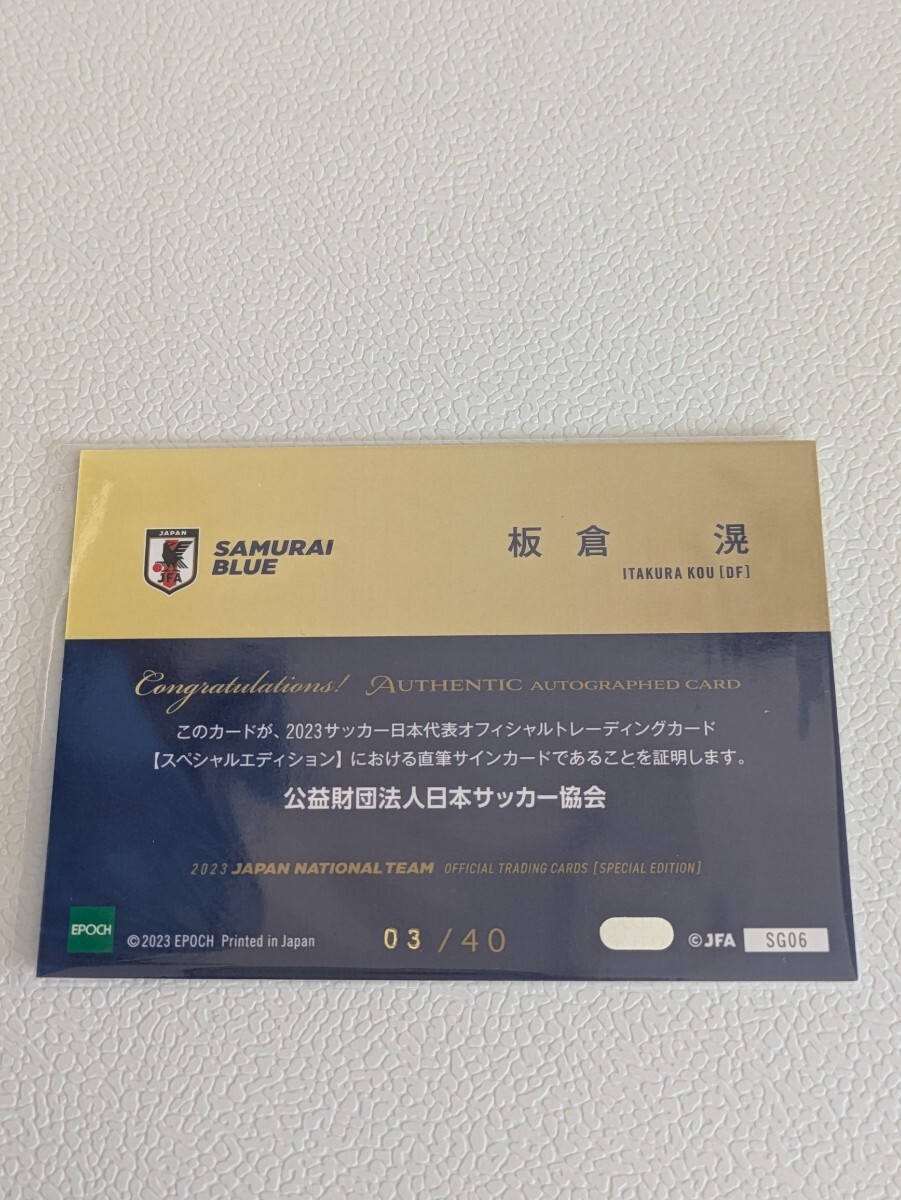 JAPAN
JFA
SAMURAI
BLUE
板倉 滉
ITAKURA KOU [DF]
Congratulations! AUTHENTIC AUTOGRAPHED CARD
このカードが、2023サッカー日本代表オフィシャルトレーディングカード
【スペシャルエディション】における直筆サインカードであることを証明します。
公益財団法人日本サッカー協会
2023 JAPAN NATIONAL TEAM OFFICIAL TRADING CARDS [SPECIAL EDITION]
EPOCH
©2023 EPOCH Printed in Japan
03 /40
©JFA
SG06